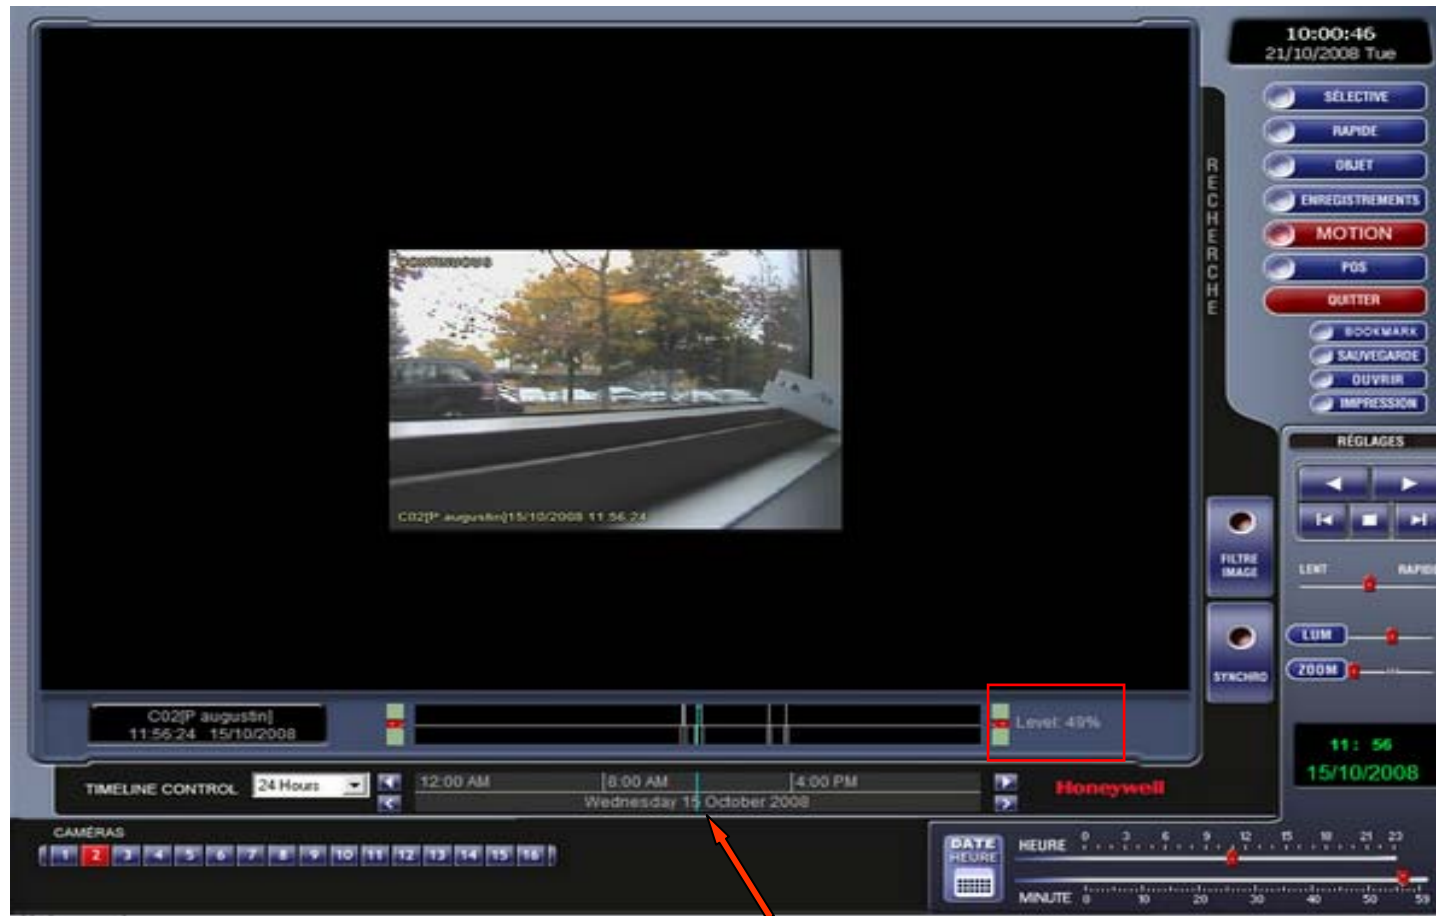 10:00:46
21/10/2008 Tue
SÉLECTIVE
RAPIDE
OBJET
ENREGISTREMENTS
MOTION
POS
QUITTER
BOOKMARK
SAUVEGARDE
OUVRIR
IMPRESSION
RECHERCHE
CONTINUOUS
C02[P augustin]15/10/2008 11:56:24
RÉGLAGES
LENT RAPIDE
FILTRE
IMAGE
LUM
ZOOM
SYNCHRO
C02[P augustin]
11:56:24 15/10/2008
Level: 49%
11: 56
15/10/2008
TIMELINE CONTROL 24 Hours
12:00 AM 8:00 AM 4:00 PM
Wednesday 15 October 2008
Honeywell
CAMÉRAS
1 2 3 4 5 6 7 8 9 10 11 12 13 14 15 16
DATE
HEURE
HEURE 0 3 6 9 12 15 18 21 23
MINUTE 0 10 20 30 40 50 59